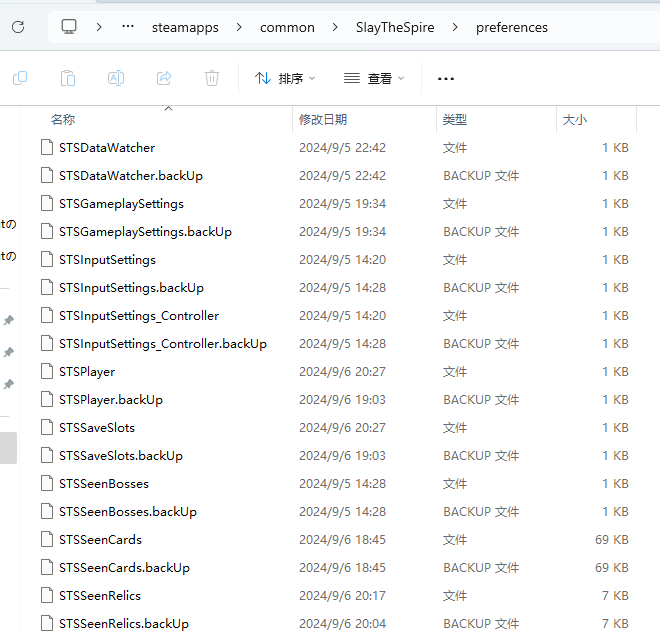 steamapps > common > SlayTheSpire > preferences
排序 查看
名称 修改日期 类型 大小
STSDataWatcher 2024/9/5 22:42 文件 1 KB
STSDataWatcher.backUp 2024/9/5 22:42 BACKUP 文件 1 KB
STSGameplaySettings 2024/9/5 19:34 文件 1 KB
STSGameplaySettings.backUp 2024/9/5 19:34 BACKUP 文件 1 KB
STSInputSettings 2024/9/5 14:20 文件 1 KB
STSInputSettings.backUp 2024/9/5 14:28 BACKUP 文件 1 KB
STSInputSettings_Controller 2024/9/5 14:20 文件 1 KB
STSInputSettings_Controller.backUp 2024/9/5 14:28 BACKUP 文件 1 KB
STSPlayer 2024/9/6 20:27 文件 1 KB
STSPlayer.backUp 2024/9/6 19:03 BACKUP 文件 1 KB
STSSaveSlots 2024/9/6 20:27 文件 1 KB
STSSaveSlots.backUp 2024/9/6 19:03 BACKUP 文件 1 KB
STSSeenBosses 2024/9/5 14:28 文件 1 KB
STSSeenBosses.backUp 2024/9/5 14:28 BACKUP 文件 1 KB
STSSeenCards 2024/9/6 18:45 文件 69 KB
STSSeenCards.backUp 2024/9/6 18:45 BACKUP 文件 69 KB
STSSeenRelics 2024/9/6 20:17 文件 7 KB
STSSeenRelics.backUp 2024/9/6 20:04 BACKUP 文件 7 KB